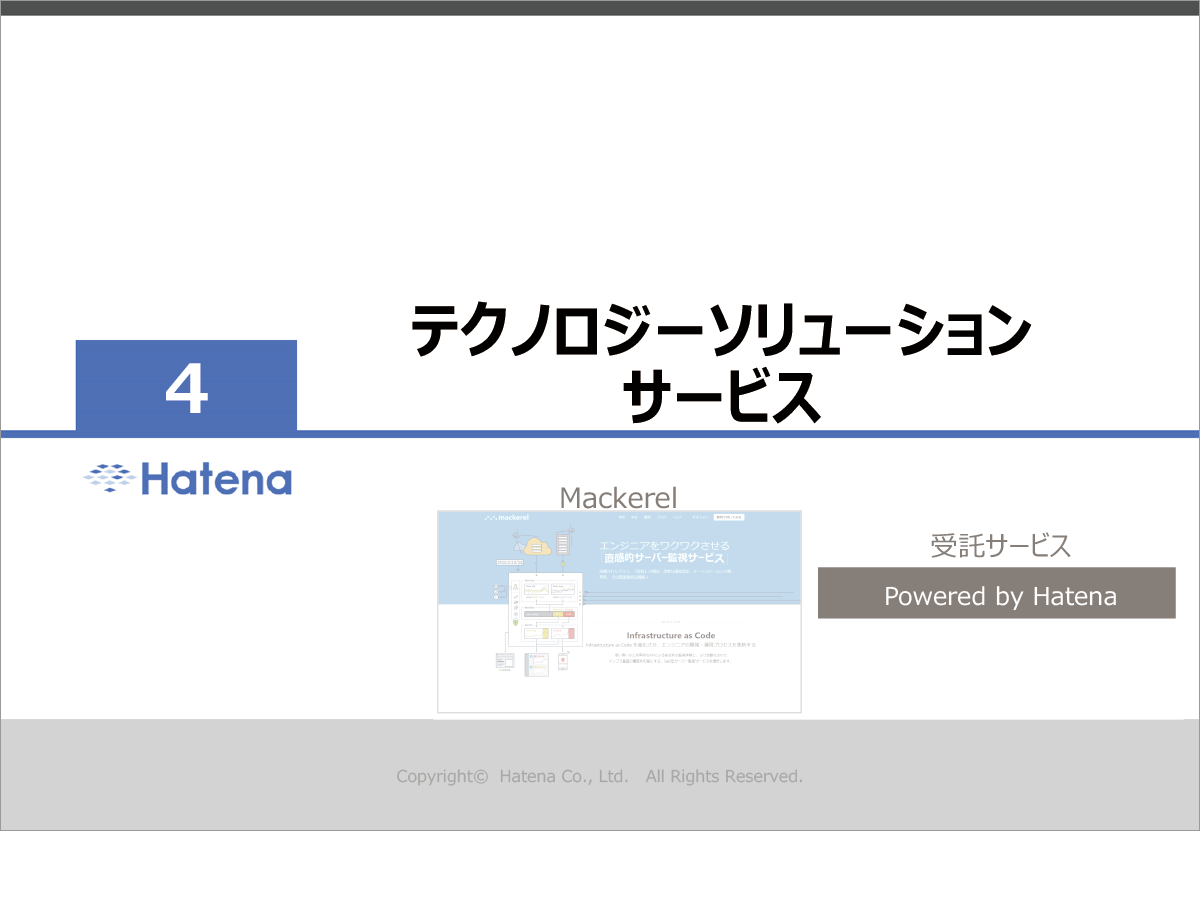 テクノロジーソリューション
サービス
4
Hatena
Mackerel
mackerel
エンジニアをワクワクさせる
直感的サーバー監視サービス
Infrastructure as Code
受託サービス
Powered by Hatena
Copyright© Hatena Co., Ltd. All Rights Reserved.